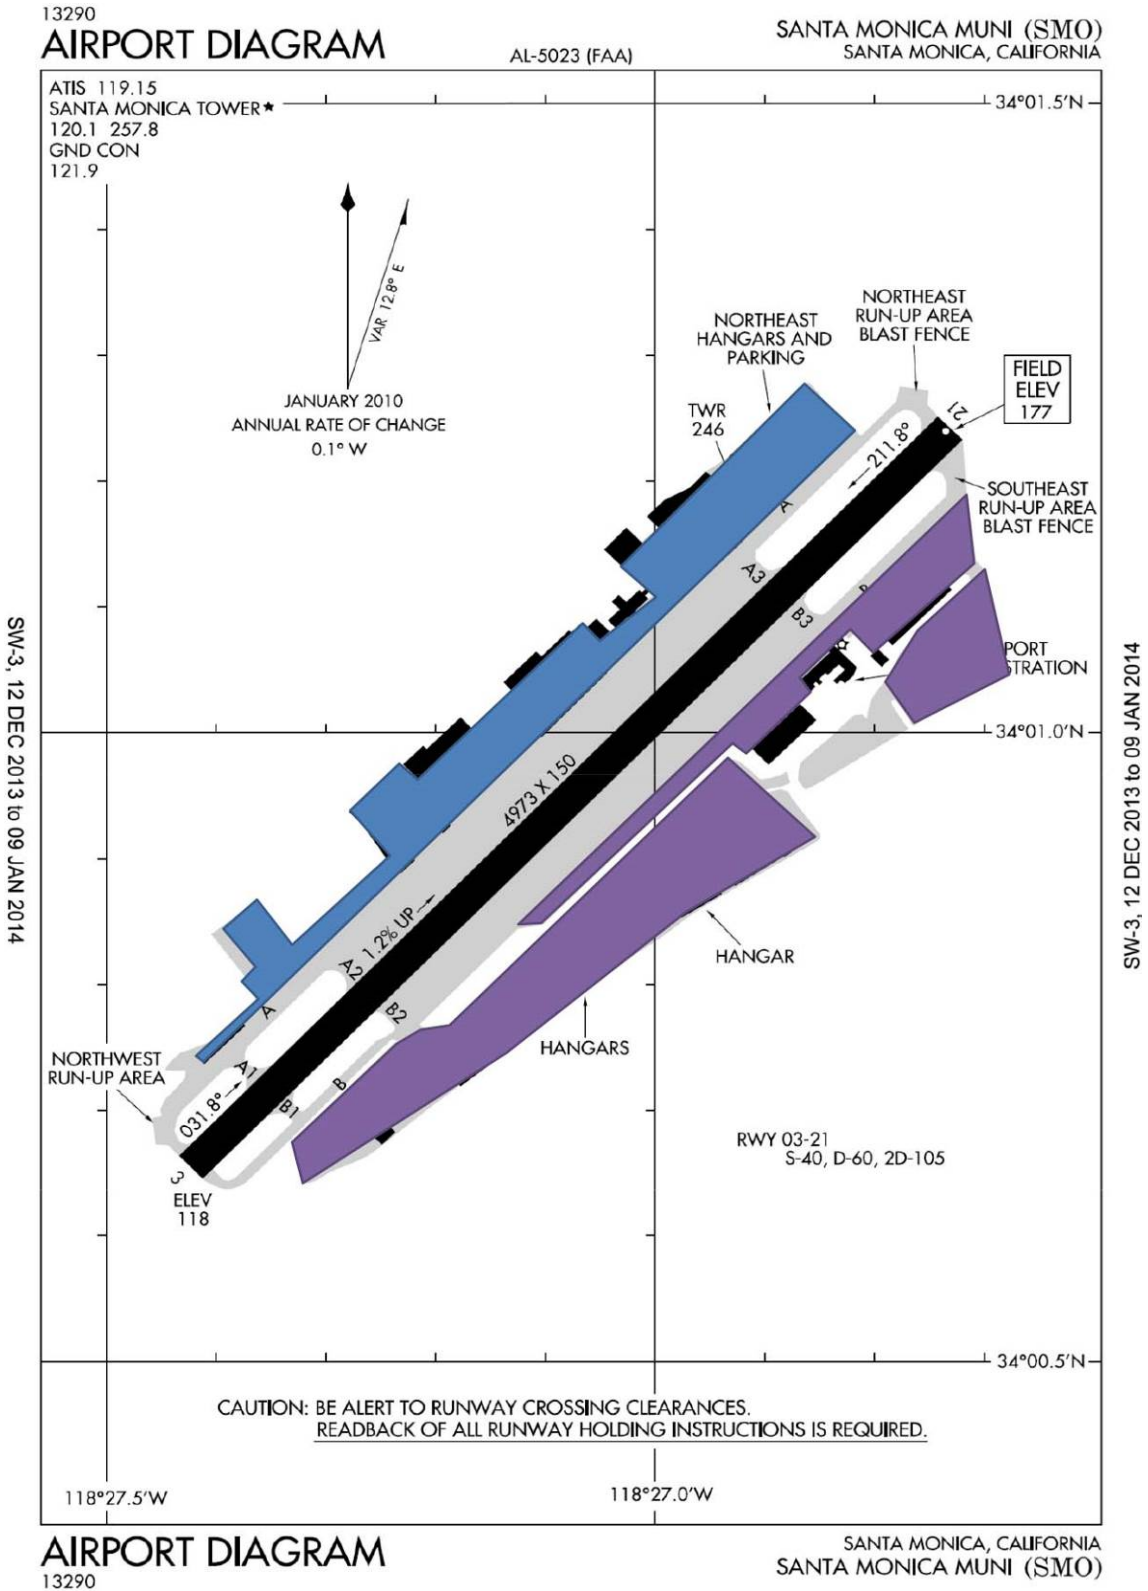 13290
AIRPORT DIAGRAM
AL-5023 (FAA)
SANTA MONICA MUNI (SMO)
SANTA MONICA, CALIFORNIA
ATIS 119.15
SANTA MONICA TOWER★
120.1 257.8
GND CON
121.9
34°01.5'N
VAR 12.8° E
JANUARY 2010
ANNUAL RATE OF CHANGE
0.1° W
NORTHEAST
HANGARS AND
PARKING
NORTHEAST
RUN-UP AREA
BLAST FENCE
FIELD
ELEV
177
TWR
246
21
211.8°
A
SOUTHEAST
RUN-UP AREA
BLAST FENCE
A3
B3
PORT
STRATION
34°01.0'N
4973 X 150
1.2% UP
A2
A
B2
HANGAR
HANGARS
NORTHWEST
RUN-UP AREA
A1
B
B1
031.8°
3
ELEV
118
RWY 03-21
S-40, D-60, 2D-105
34°00.5'N
CAUTION: BE ALERT TO RUNWAY CROSSING CLEARANCES.
READBACK OF ALL RUNWAY HOLDING INSTRUCTIONS IS REQUIRED.
118°27.5'W
118°27.0'W
SW-3, 12 DEC 2013 to 09 JAN 2014
SW-3, 12 DEC 2013 to 09 JAN 2014
AIRPORT DIAGRAM
13290
SANTA MONICA, CALIFORNIA
SANTA MONICA MUNI (SMO)